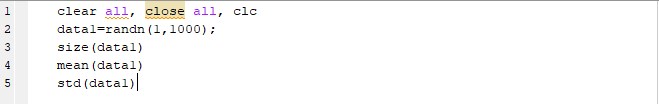 1 clear all, close all, clc
2 data1=randn(1,1000);
3 size(data1)
4 mean(data1)
5 std(data1)